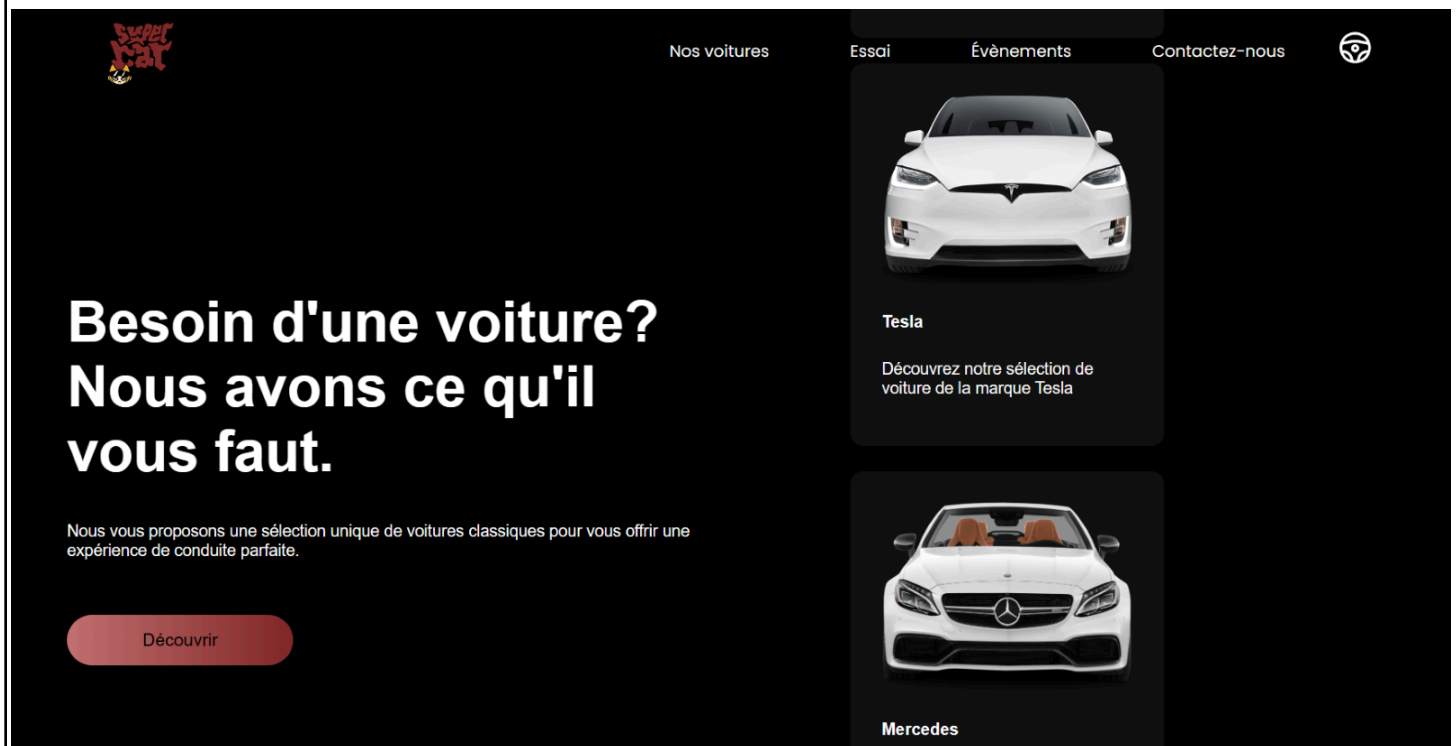 Super
Car
Nos voitures
Essai
Évènements
Contactez-nous
Besoin d'une voiture?
Nous avons ce qu'il
vous faut.
Nous vous proposons une sélection unique de voitures classiques pour vous offrir une
expérience de conduite parfaite.
Découvrir
Tesla
Découvrez notre sélection de
voiture de la marque Tesla
Mercedes